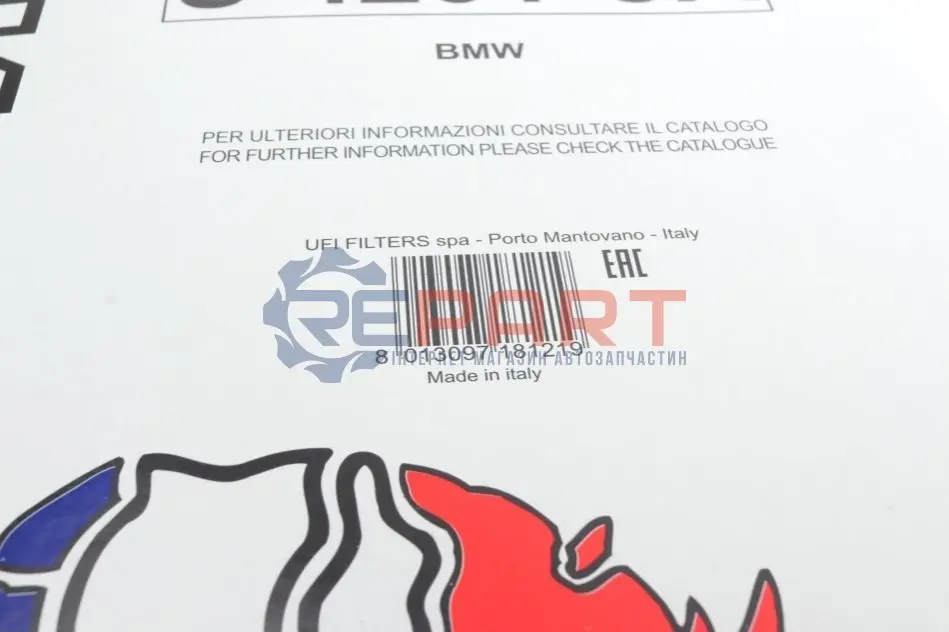 BMW
PER ULTERIORI INFORMAZIONI CONSULTARE IL CATALOGO
FOR FURTHER INFORMATION PLEASE CHECK THE CATALOGUE
UFI FILTERS spa - Porto Mantovano - Italy
EAC
REPART
ІНТЕРНЕТ МАГАЗИН АВТОЗАПЧАСТИН
8 013097 181219
Made in italy